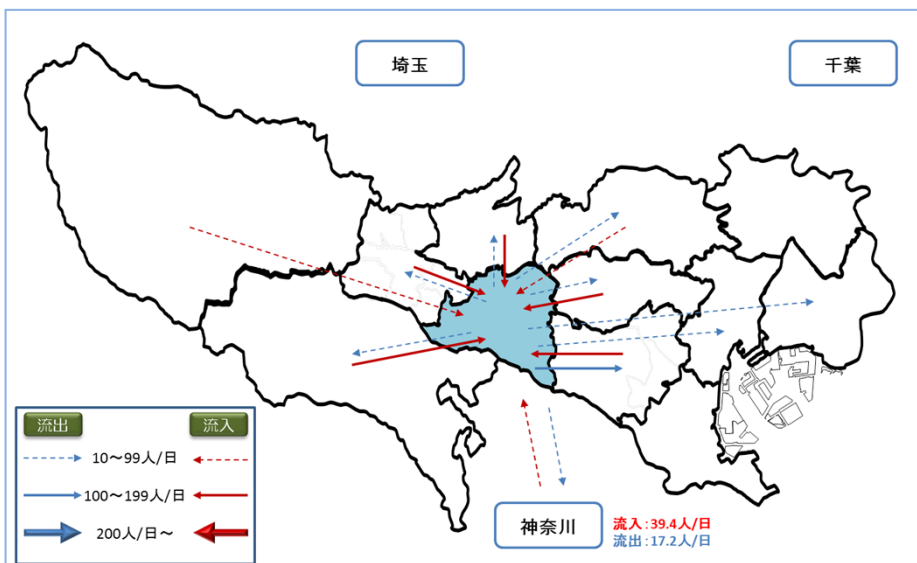 埼玉
千葉
流出
流入
10~99人/日
100~199人/日
200人/日~
神奈川
流入:39.4人/日
流出:17.2人/日